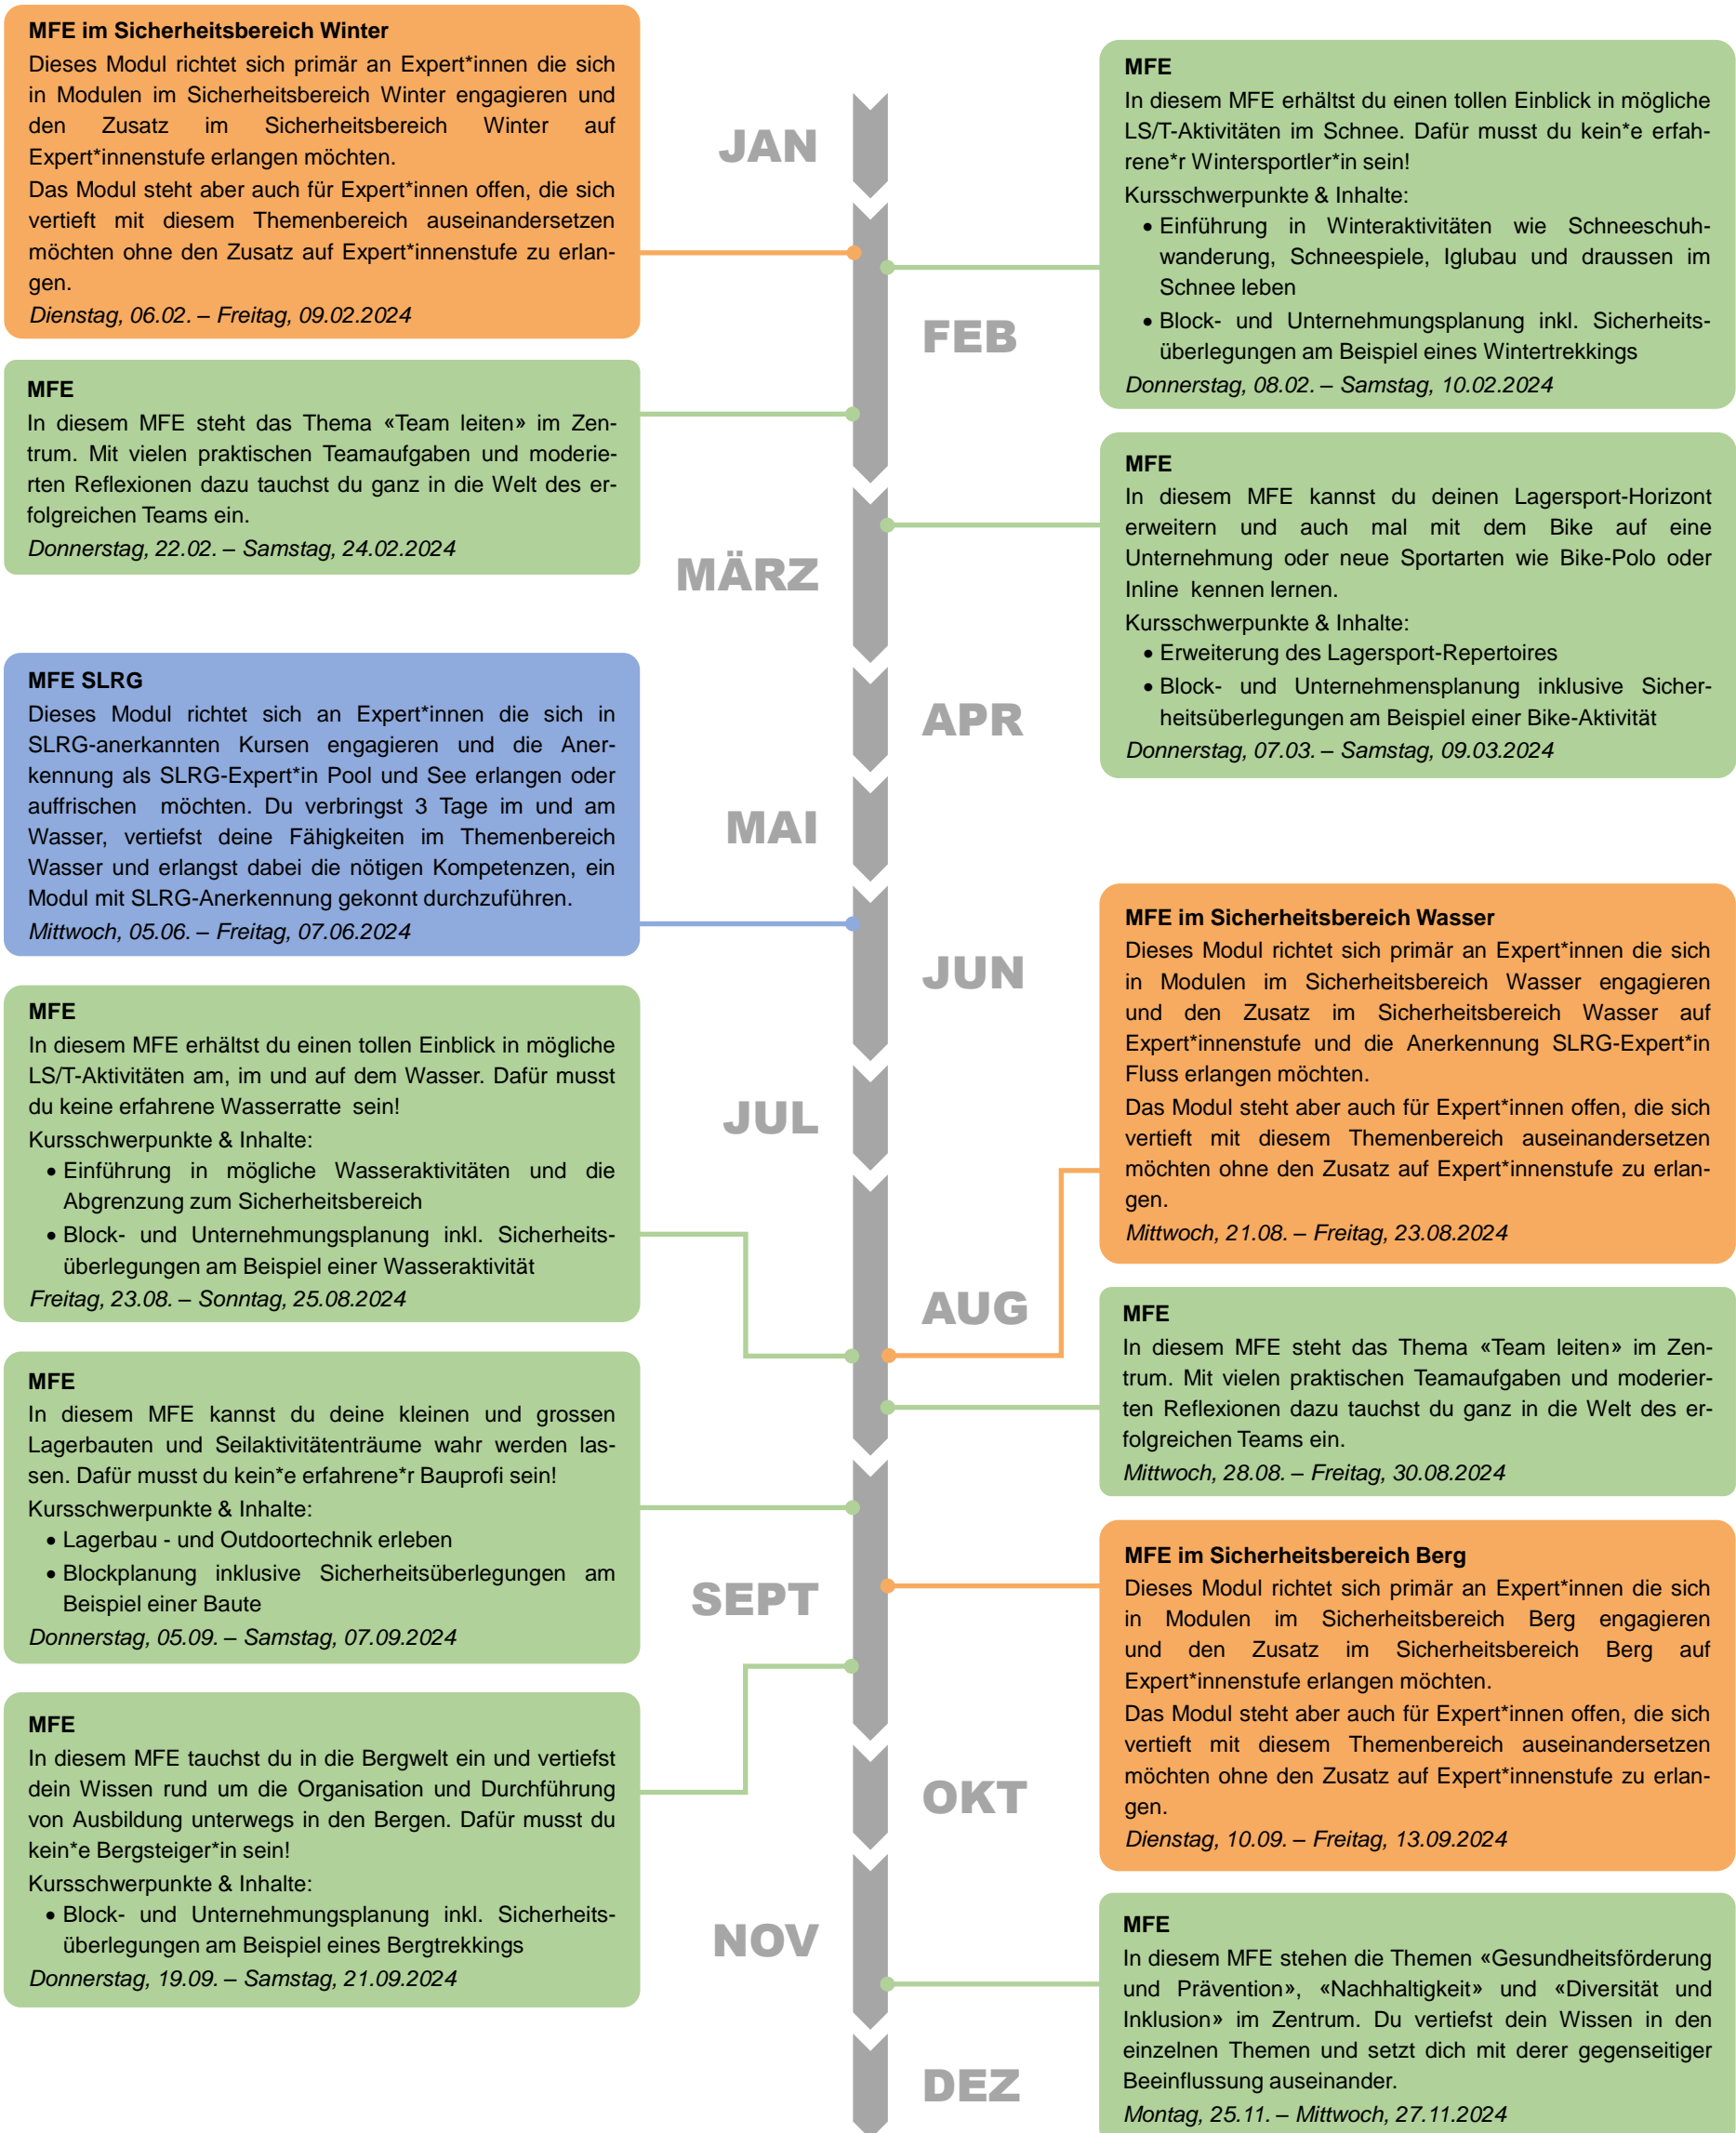 MFE im Sicherheitsbereich Winter
Dieses Modul richtet sich primär an Expert*innen die sich
in Modulen im Sicherheitsbereich Winter engagieren und
den Zusatz im Sicherheitsbereich Winter auf
Expert*innenstufe erlangen möchten.
Das Modul steht aber auch für Expert*innen offen, die sich
vertieft mit diesem Themenbereich auseinandersetzen
möchten ohne den Zusatz auf Expert*innenstufe zu erlan-
gen.
Dienstag, 06.02. – Freitag, 09.02.2024
JAN
MFE
In diesem MFE erhältst du einen tollen Einblick in mögliche
LS/T-Aktivitäten im Schnee. Dafür musst du kein*e erfah-
rene*r Wintersportler*in sein!
Kursschwerpunkte & Inhalte:
• Einführung in Winteraktivitäten wie Schneeschuh-
wanderung, Schneespiele, Iglubau und draussen im
Schnee leben
• Block- und Unternehmungsplanung inkl. Sicherheits-
überlegungen am Beispiel eines Wintertrekkings
Donnerstag, 08.02. – Samstag, 10.02.2024
FEB
MFE
In diesem MFE steht das Thema «Team leiten» im Zen-
trum. Mit vielen praktischen Teamaufgaben und moderie-
rten Reflexionen dazu tauchst du ganz in die Welt des er-
folgreichen Teams ein.
Donnerstag, 22.02. – Samstag, 24.02.2024
MÄRZ
MFE
In diesem MFE kannst du deinen Lagersport-Horizont
erweitern und auch mal mit dem Bike auf eine
Unternehmung oder neue Sportarten wie Bike-Polo oder
Inline kennen lernen.
Kursschwerpunkte & Inhalte:
• Erweiterung des Lagersport-Repertoires
• Block- und Unternehmensplanung inklusive Sicher-
heitsüberlegungen am Beispiel einer Bike-Aktivität
Donnerstag, 07.03. – Samstag, 09.03.2024
APR
MFE SLRG
Dieses Modul richtet sich an Expert*innen die sich in
SLRG-anerkannten Kursen engagieren und die Aner-
kennung als SLRG-Expert*in Pool und See erlangen oder
auffrischen möchten. Du verbringst 3 Tage im und am
Wasser, vertiefst deine Fähigkeiten im Themenbereich
Wasser und erlangst dabei die nötigen Kompetenzen, ein
Modul mit SLRG-Anerkennung gekonnt durchzuführen.
Mittwoch, 05.06. – Freitag, 07.06.2024
MAI
JUN
MFE im Sicherheitsbereich Wasser
Dieses Modul richtet sich primär an Expert*innen die sich
in Modulen im Sicherheitsbereich Wasser engagieren
und den Zusatz im Sicherheitsbereich Wasser auf
Expert*innenstufe und die Anerkennung SLRG-Expert*in
Fluss erlangen möchten.
Das Modul steht aber auch für Expert*innen offen, die sich
vertieft mit diesem Themenbereich auseinandersetzen
möchten ohne den Zusatz auf Expert*innenstufe zu erlan-
gen.
Mittwoch, 21.08. – Freitag, 23.08.2024
MFE
In diesem MFE erhältst du einen tollen Einblick in mögliche
LS/T-Aktivitäten am, im und auf dem Wasser. Dafür musst
du keine erfahrene Wasserratte sein!
Kursschwerpunkte & Inhalte:
• Einführung in mögliche Wasseraktivitäten und die
Abgrenzung zum Sicherheitsbereich
• Block- und Unternehmungsplanung inkl. Sicherheits-
überlegungen am Beispiel einer Wasseraktivität
Freitag, 23.08. – Sonntag, 25.08.2024
JUL
AUG
MFE
In diesem MFE steht das Thema «Team leiten» im Zen-
trum. Mit vielen praktischen Teamaufgaben und moderier-
ten Reflexionen dazu tauchst du ganz in die Welt des er-
folgreichen Teams ein.
Mittwoch, 28.08. – Freitag, 30.08.2024
MFE
In diesem MFE kannst du deine kleinen und grossen
Lagerbauten und Seilaktivitätenträume wahr werden las-
sen. Dafür musst du kein*e erfahrene*r Bauprofi sein!
Kursschwerpunkte & Inhalte:
• Lagerbau - und Outdoortechnik erleben
• Blockplanung inklusive Sicherheitsüberlegungen am
Beispiel einer Baute
Donnerstag, 05.09. – Samstag, 07.09.2024
SEPT
MFE im Sicherheitsbereich Berg
Dieses Modul richtet sich primär an Expert*innen die sich
in Modulen im Sicherheitsbereich Berg engagieren
und den Zusatz im Sicherheitsbereich Berg auf
Expert*innenstufe erlangen möchten.
Das Modul steht aber auch für Expert*innen offen, die sich
vertieft mit diesem Themenbereich auseinandersetzen
möchten ohne den Zusatz auf Expert*innenstufe zu erlan-
gen.
Dienstag, 10.09. – Freitag, 13.09.2024
MFE
In diesem MFE tauchst du in die Bergwelt ein und vertiefst
dein Wissen rund um die Organisation und Durchführung
von Ausbildung unterwegs in den Bergen. Dafür musst du
kein*e Bergsteiger*in sein!
Kursschwerpunkte & Inhalte:
• Block- und Unternehmungsplanung inkl. Sicherheits-
überlegungen am Beispiel eines Bergtrekkings
Donnerstag, 19.09. – Samstag, 21.09.2024
OKT
NOV
MFE
In diesem MFE stehen die Themen «Gesundheitsförderung
und Prävention», «Nachhaltigkeit» und «Diversität und
Inklusion» im Zentrum. Du vertiefst dein Wissen in den
einzelnen Themen und setzt dich mit derer gegenseitiger
Beeinflussung auseinander.
Montag, 25.11. – Mittwoch, 27.11.2024
DEZ